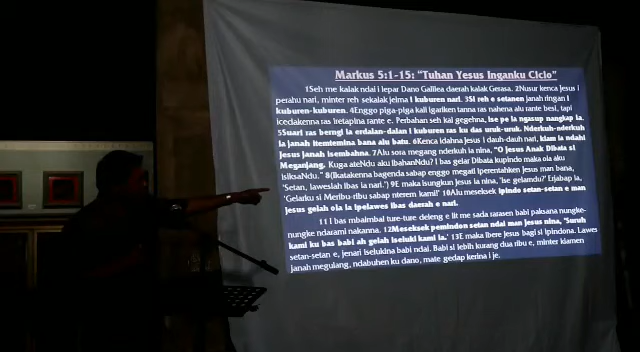 Markus 5:1-15: "Tuhan Yesus Inganku Cicio"
1Seh me kalak ndai i lepar Dano Galilea daerah kalak Gerasa. 2Nusur kenca Jesus i
perahu nari, minter reh sekalak jelma i kuburen nari. 3Si reh e setanen janah ringan i
kuburen-kuburen. 4Enggo piga-piga kali igariken tanna ras nahena alu rante besi, tapi
icedakenna ras iretapina rante e. Perbahan seh kal gegehna, ise pe la ngasup nangkap ia.
5Suari ras berngi ia erdalan-dalan i kuburen ras ku das uruk-uruk. Nderkuh-nderkuh
ia janah itemtemina bana alu batu. 6Kenca idahna Jesus i dauh-dauh nari, kiam ia ndahi
Jesus janah isembahna. 7Alu sora megang nderkuh ia nina, "O Jesus Anak Dibata si
Meganjang, Kuga ateNdu aku ibahanNdu? I bas gelar Dibata kupindo maka ola aku
isiksaNdu." 8(Ikatakenna bagenda sabap enggo megati iperentahken Jesus man bana,
'Setan, laweslah ibas ia nari.') 9E maka isungkun Jesus ia nina, 'Ise gelarndu?' Erjabap ia,
'Gelarku si Meribu-ribu sabap nterem kami!' 10Alu meseksek ipindo setan-setan e man
Jesus gelah ola ia ipelawes ibas daerah e nari.
11 I bas mbalmbal ture-ture deleng e lit me sada rarasen babi paksana nungke-
nungke ndarami nakanna. 12Meseksek pemindon setan ndai man Jesus nina, 'Suruh
kami ku bas babi ah gelah iseluki kami ia.' 13E maka ibere Jesus bagi si ipindona. Lawes
setan-setan e, jenari iselukina babi ndai. Babi si lebih kurang dua ribu e, minter kiamen
janah megulang, ndabuhen ku dano, mate gedap kerina i je.